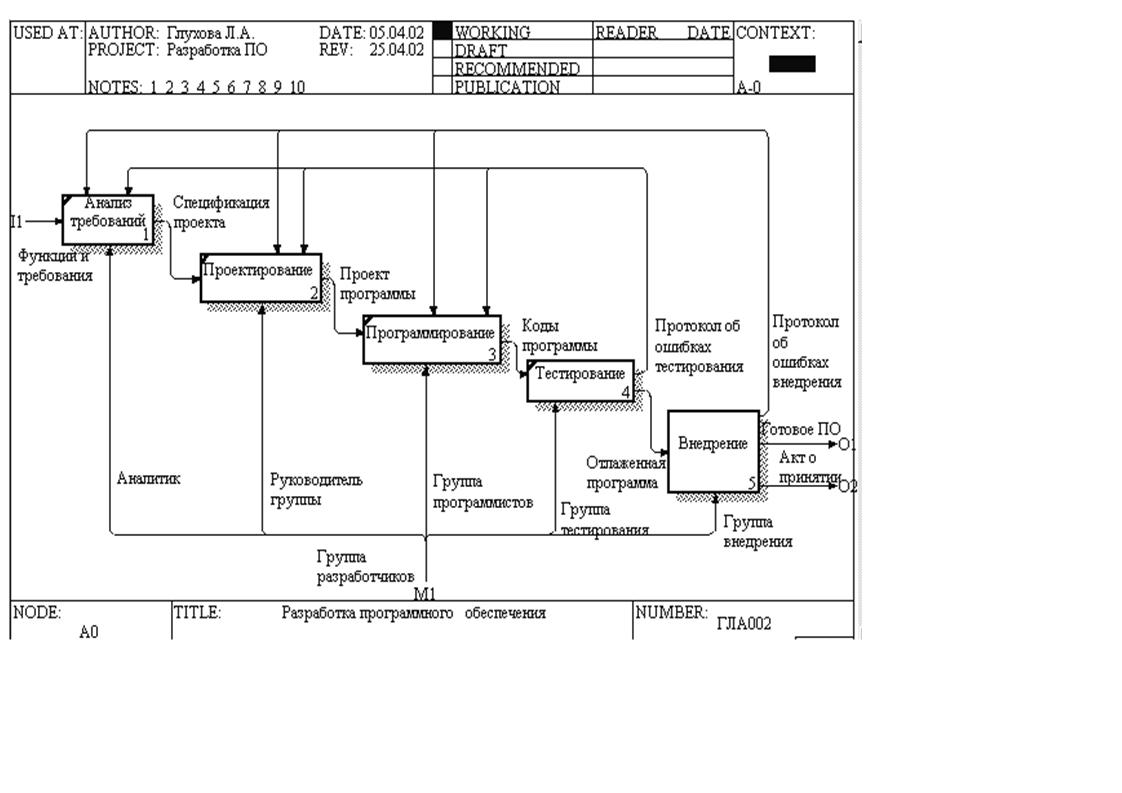 USED AT:
AUTHOR: Глухова Л.А.
DATE: 05.04.02
PROJECT: Разработка ПО
REV: 25.04.02
NOTES: 1 2 3 4 5 6 7 8 9 10
WORKING
DRAFT
RECOMMENDED
PUBLICATION
READER DATE
CONTEXT:
A-0
I1
Функции и
требования
Анализ
требований
1
Спецификация
проекта
Проектирование
2
Проект
программы
Программирование
3
Коды
программы
Тестирование
4
Протокол об
ошибках
тестирования
Протокол
об
ошибках
внедрения
Внедрение
5
Готовое ПО
O1
Акт о
принятии
O2
Отлаженная
программа
Аналитик
Руководитель
группы
Группа
программистов
Группа
тестирования
Группа
внедрения
Группа
разработчиков
M1
NODE:
A0
TITLE:
Разработка программного обеспечения
NUMBER:
ГЛА002